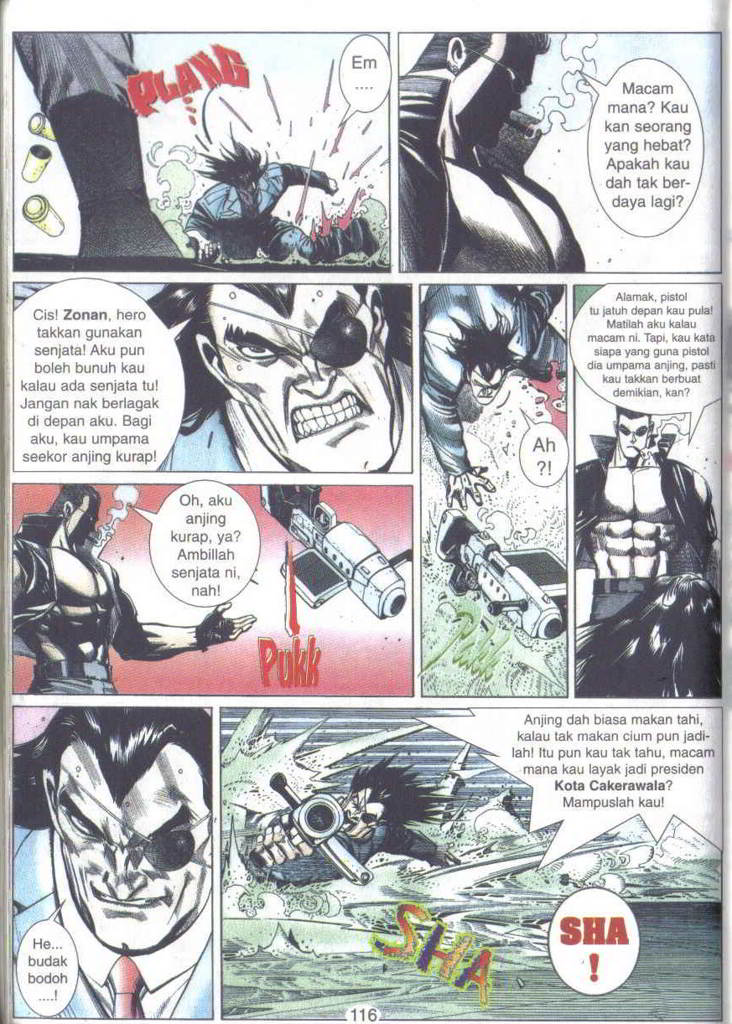 PLANG
...
Em
....
Macam
mana? Kau
kan seorang
yang hebat?
Apakah kau
dah tak ber-
daya lagi?
Cis! Zonan, hero
takkan gunakan
senjata! Aku pun
boleh bunuh kau
kalau ada senjata tu!
Jangan nak berlagak
di depan aku. Bagi
aku, kau umpama
seekor anjing kurap!
Oh, aku
anjing
kurap, ya?
Ambillah
senjata ni,
nah!
Pukk
Ah
?!
Pukk
Alamak, pistol
tu jatuh depan kau pula!
Matilah aku kalau
macam ni. Tapi, kau kata
siapa yang guna pistol
dia umpama anjing, pasti
kau takkan berbuat
demikian, kan?
He...
budak
bodoh
....!
Anjing dah biasa makan tahi,
kalau tak makan cium pun jadi-
lah! Itu pun kau tak tahu, macam
mana kau layak jadi presiden
Kota Cakerawala?
Mampuslah kau!
SHA
SHA
!
116